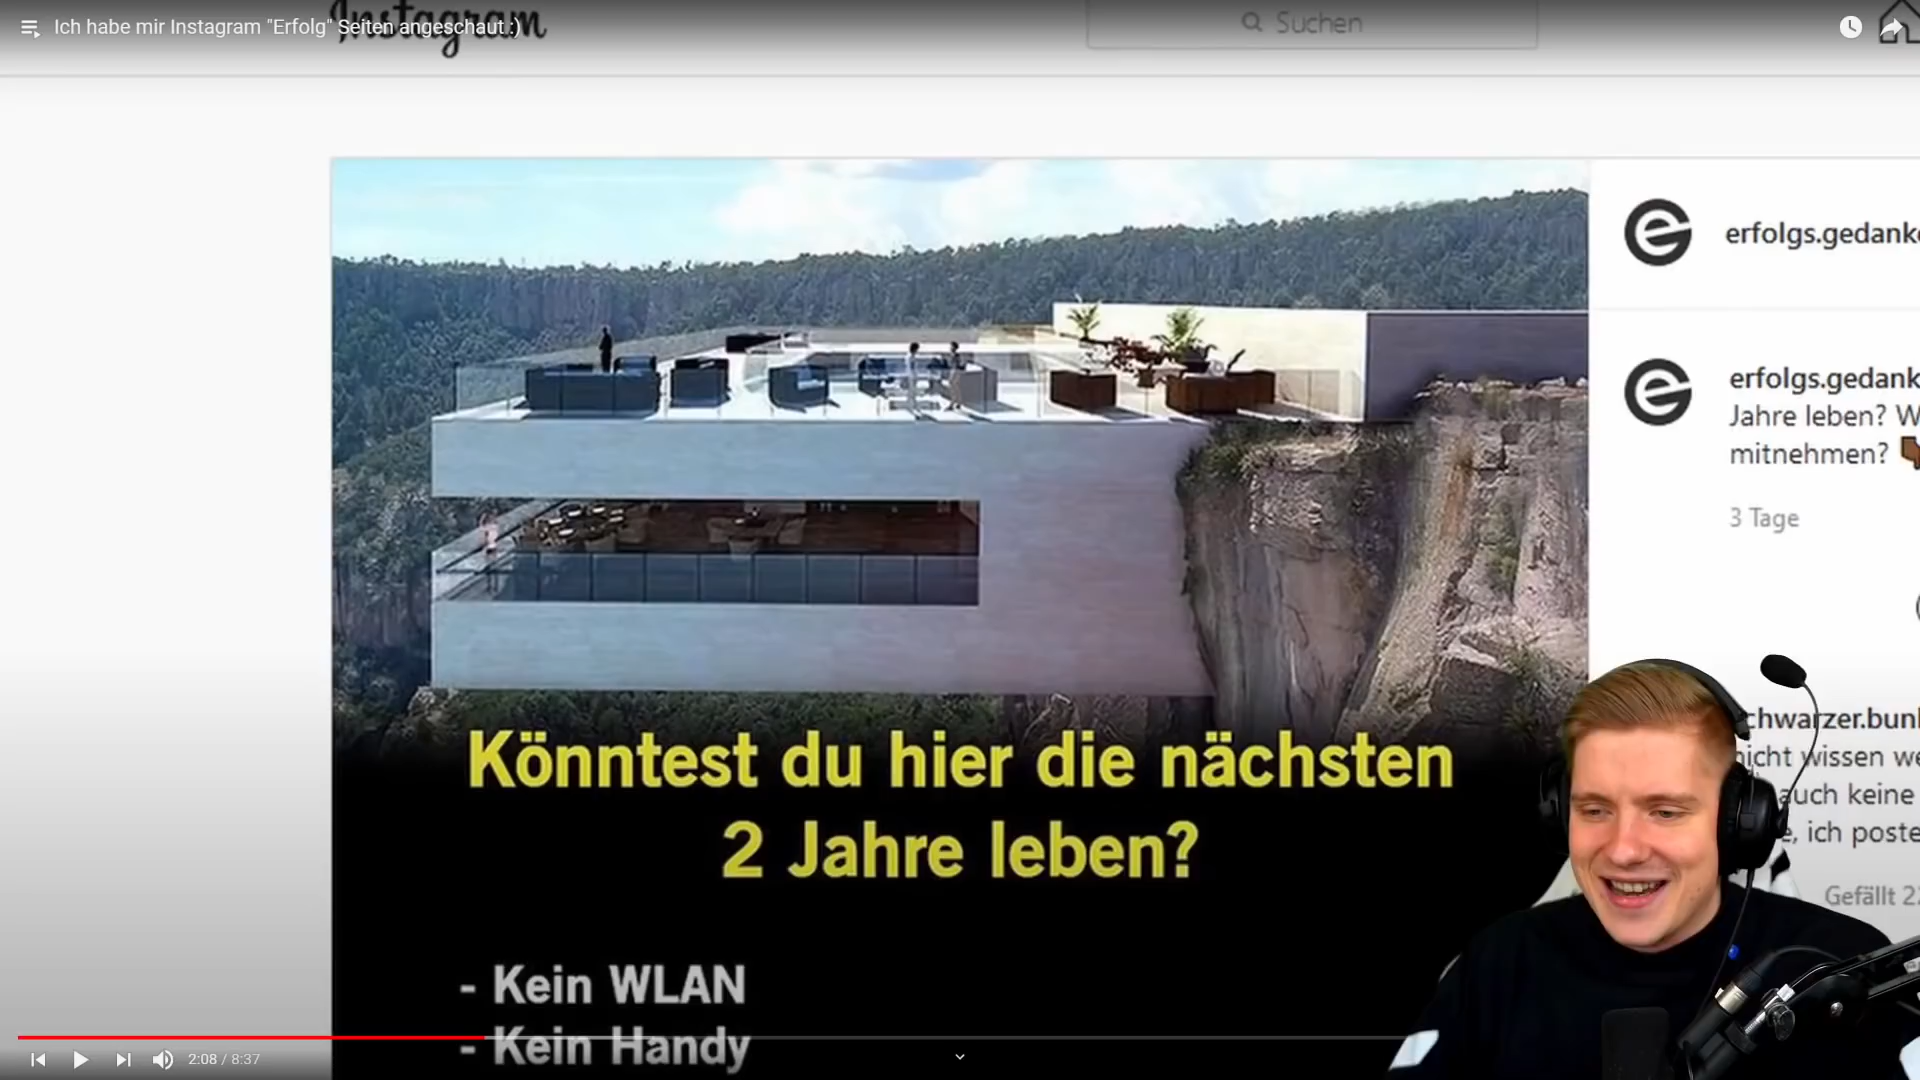 Ich habe mir Instagram "Erfolg" Seiten angeschaut :)
Instagram
Suchen
erfolgs.gedank
erfolgs.gedank
Jahre leben? W
mitnehmen?
3 Tage
Könntest du hier die nächsten
2 Jahre leben?
- Kein WLAN
- Kein Handy
chwarzer.bun
nicht wissen we
auch keine
, ich poste
Gefällt 22
2:08 / 8:37